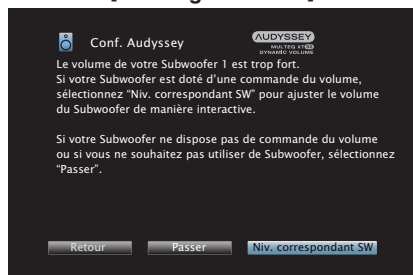 Conf. Audyssey
AUDYSSEY
MULTEQ XT32
DYNAMIC VOLUME
Le volume de votre Subwoofer 1 est trop fort.
Si votre Subwoofer est doté d'une commande du volume,
sélectionnez “Niv. correspondant SW” pour ajuster le volume
du Subwoofer de manière interactive.
Si votre Subwoofer ne dispose pas de commande du volume
ou si vous ne souhaitez pas utiliser de Subwoofer, sélectionnez
“Passer”.
Retour
Passer
Niv. correspondant SW